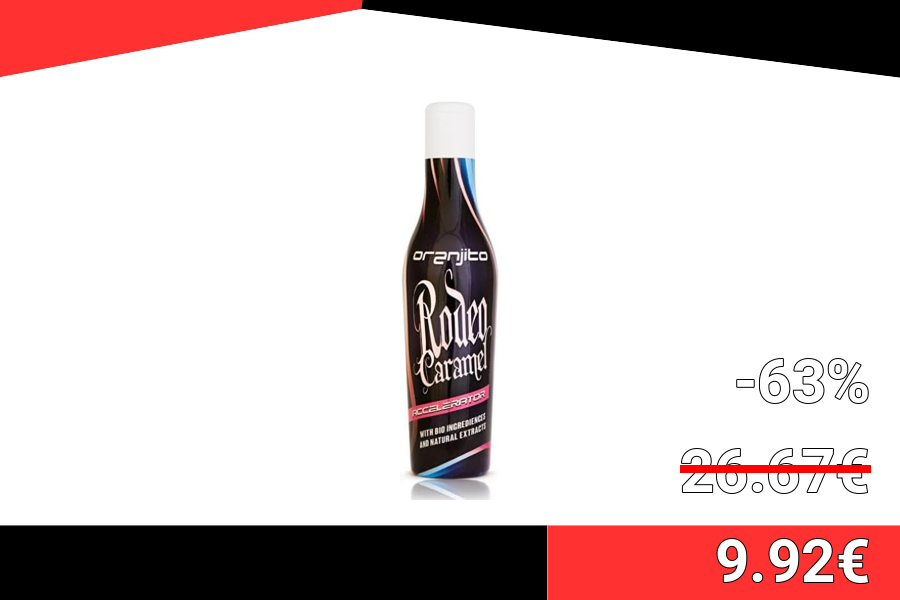 oranjito
Rodeo
Caramel
ACCELERATOR
WITH BIO INGREDIENCES
AND NATURAL EXTRACTS
-63%
26.67€
9.92€